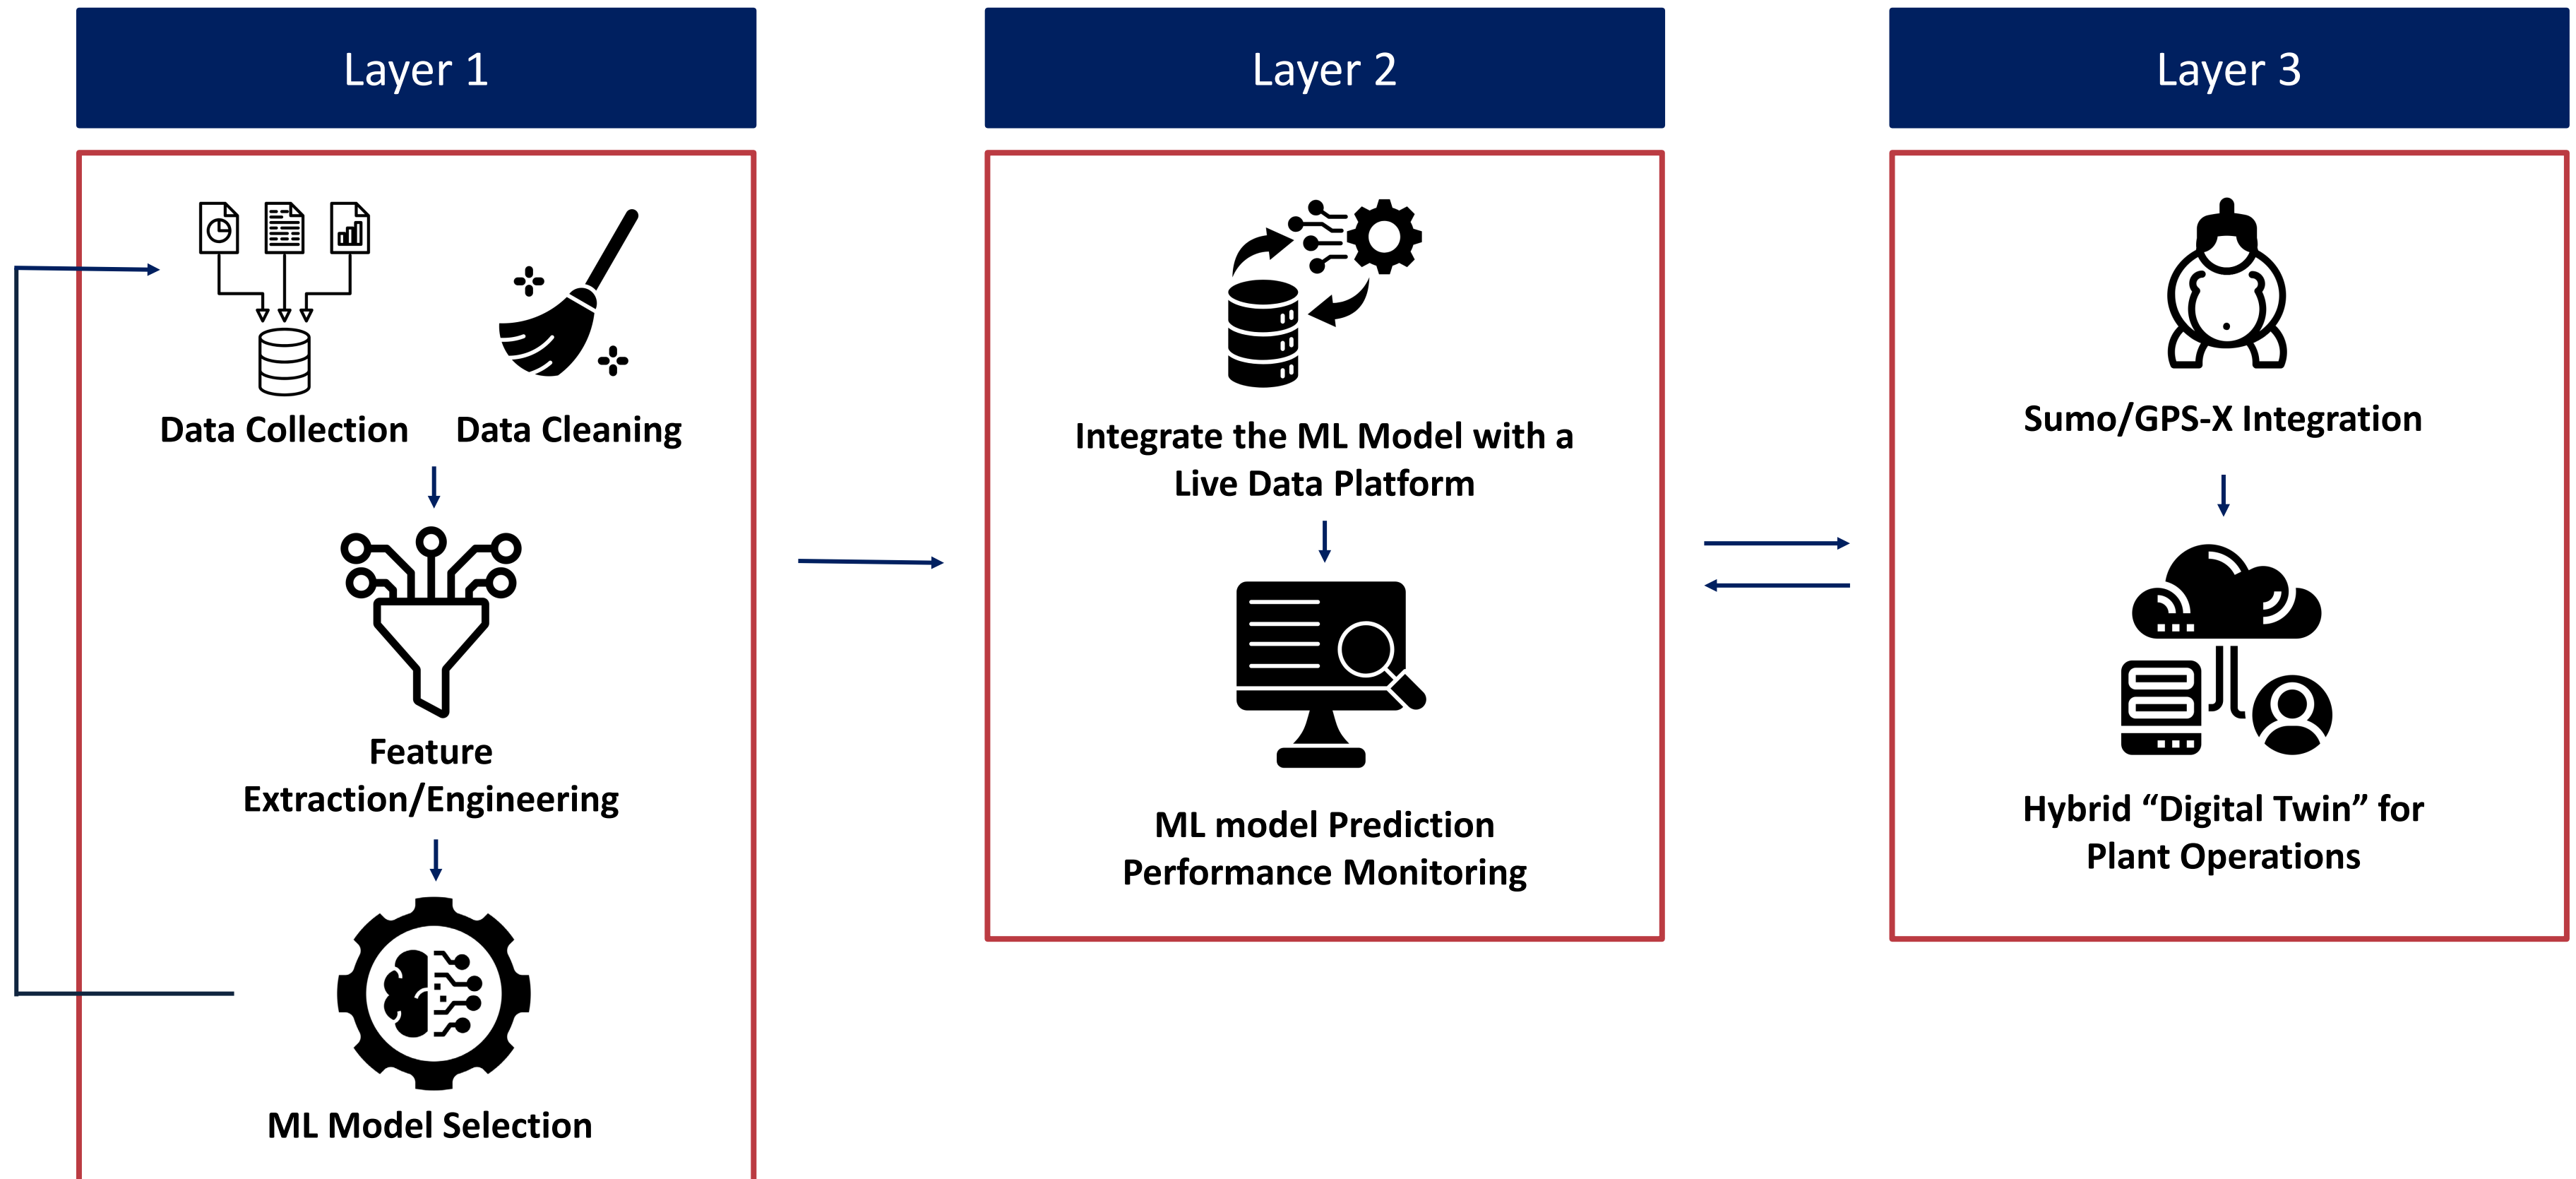 Layer 1
Layer 2
Layer 3
Data Collection
Data Cleaning
Feature
Extraction/Engineering
ML Model Selection
Integrate the ML Model with a
Live Data Platform
ML model Prediction
Performance Monitoring
Sumo/GPS-X Integration
Hybrid “Digital Twin” for
Plant Operations